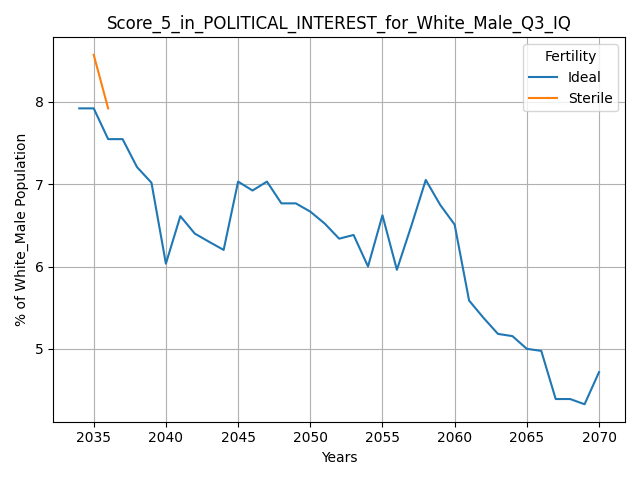 Score_5_in_POLITICAL_INTEREST_for_White_Male_Q3_IQ
Fertility
Ideal
Sterile
% of White_Male Population
8
7
6
5
2035 2040 2045 2050 2055 2060 2065 2070
Years